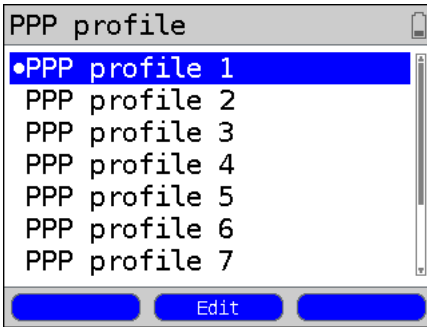 PPP profile
•PPP profile 1
PPP profile 2
PPP profile 3
PPP profile 4
PPP profile 5
PPP profile 6
PPP profile 7
Edit